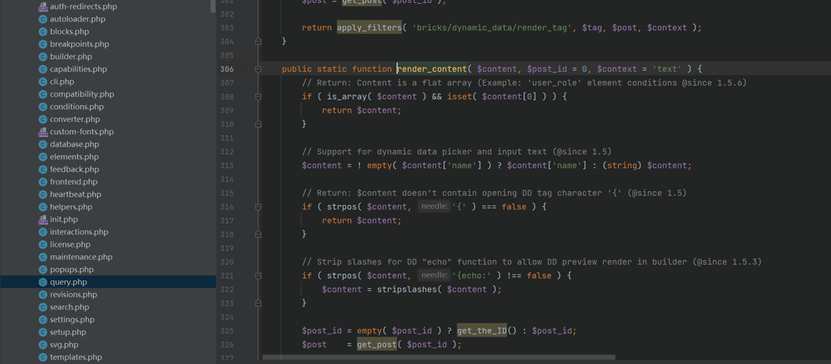 auth-redirects.php
autoloader.php
blocks.php
breakpoints.php
builder.php
capabilities.php
cli.php
compatibility.php
conditions.php
converter.php
custom-fonts.php
database.php
elements.php
feedback.php
frontend.php
heartbeat.php
helpers.php
init.php
interactions.php
license.php
maintenance.php
popups.php
query.php
revisions.php
search.php
settings.php
setup.php
svg.php
templates.php
301 $post = get_post( $post_id );
302
303 return apply_filters( 'bricks/dynamic_data/render_tag', $tag, $post, $context );
304 }
305
306 public static function render_content( $content, $post_id = 0, $context = 'text' ) {
307 // Return: Content is a flat array (Example: 'user_role' element conditions @since 1.5.6)
308 if ( is_array( $content ) && isset( $content[0] ) ) {
309 return $content;
310 }
311
312 // Support for dynamic data picker and input text (@since 1.5)
313 $content = ! empty( $content['name'] ) ? $content['name'] : (string) $content;
314
315 // Return: $content doesn't contain opening DD tag character '{' (@since 1.5)
316 if ( strpos( $content, needle: '{' ) === false ) {
317 return $content;
318 }
319
320 // Strip slashes for DD "echo" function to allow DD preview render in builder (@since 1.5.3)
321 if ( strpos( $content, needle: '{echo:' ) !== false ) {
322 $content = stripslashes( $content );
323 }
324
325 $post_id = empty( $post_id ) ? get_the_ID() : $post_id;
326 $post = get_post( $post_id );
327